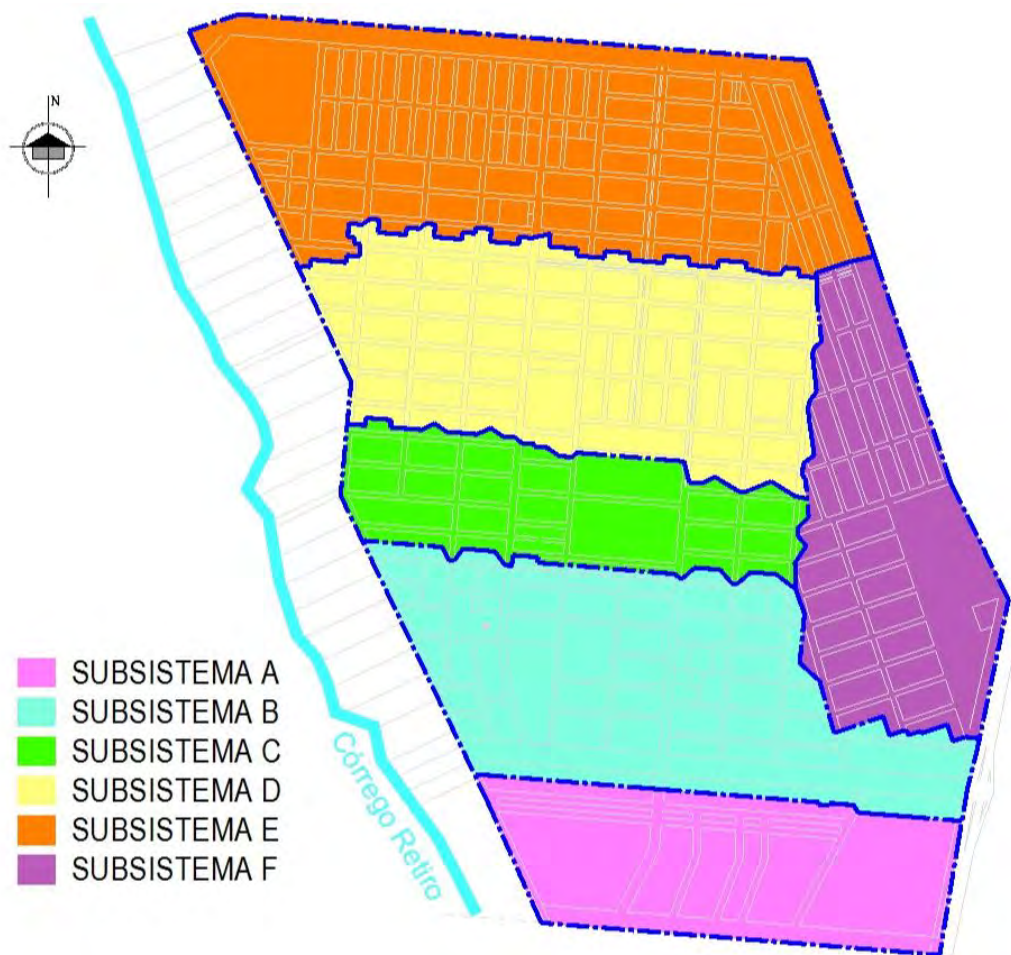 N
SUBSISTEMA A
SUBSISTEMA B
SUBSISTEMA C
SUBSISTEMA D
SUBSISTEMA E
SUBSISTEMA F
Córrego Retiro